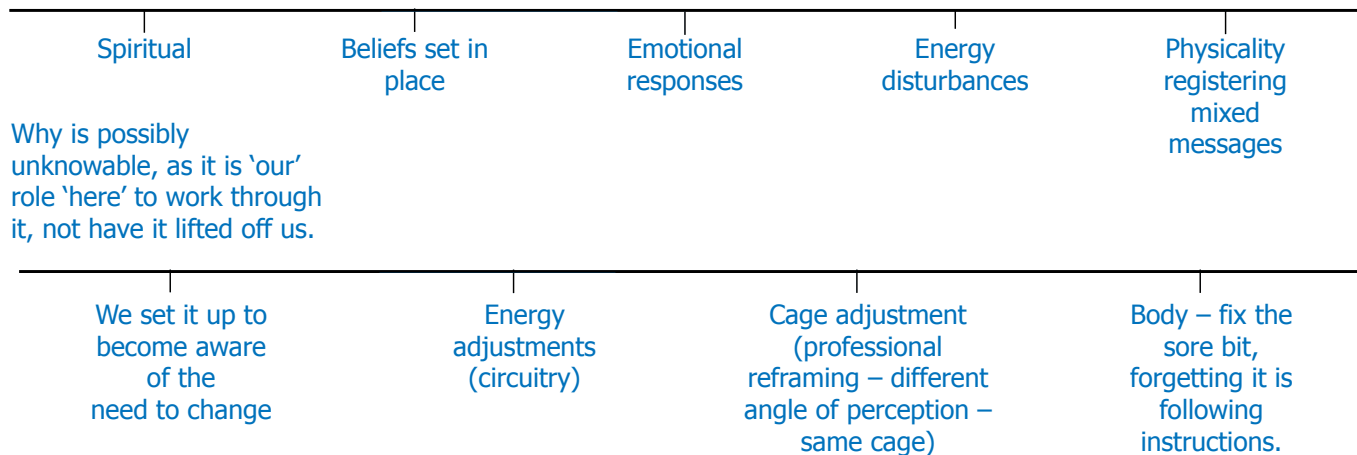 Spiritual
Beliefs set in
place
Emotional
responses
Energy
disturbances
Physicality
registering
mixed
messages
Why is possibly
unknowable, as it is ‘our’
role ‘here’ to work through
it, not have it lifted off us.
We set it up to
become aware
of the
need to change
Energy
adjustments
(circuitry)
Cage adjustment
(professional
reframing – different
angle of perception –
same cage)
Body – fix the
sore bit,
forgetting it is
following
instructions.